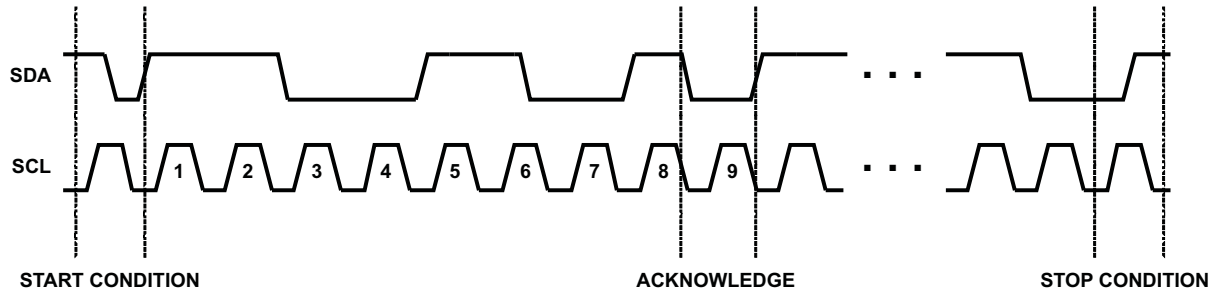 SDA
SCL 1 2 3 4 5 6 7 8 9
START CONDITION ACKNOWLEDGE STOP CONDITION